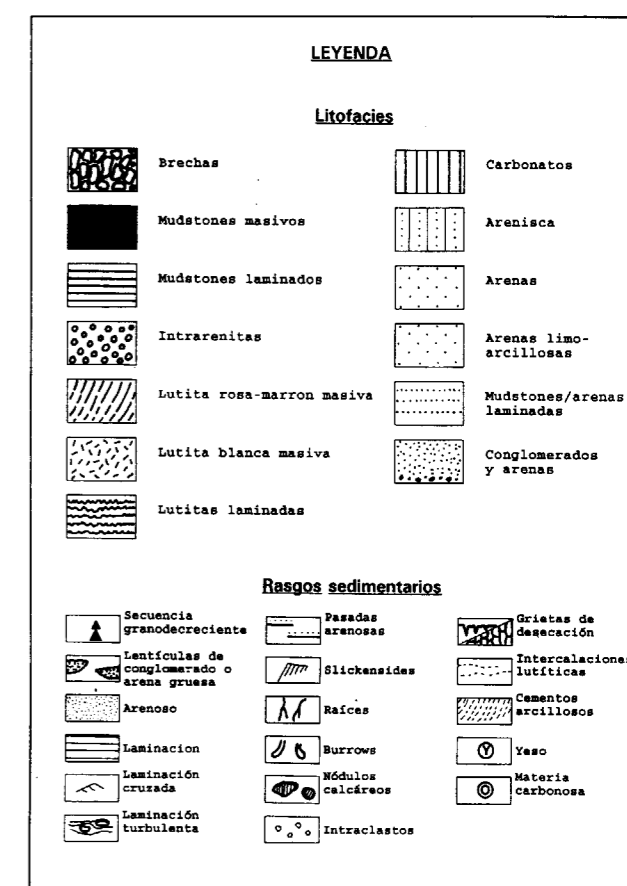 LEYENDA
Litofacies
Brechas
Mudstones masivos
Mudstones laminados
Intrarenitas
Lutita rosa-marron masiva
Lutita blanca masiva
Lutitas laminadas
Carbonatos
Arenisca
Arenas
Arenas limo-
arcillosas
Mudstones/arenas
laminadas
Conglomerados
y arenas
Rasgos sedimentarios
Secuencia
granodecreciente
Lentículas de
conglomerado o
arena gruesa
Arenoso
Laminacion
Laminación
cruzada
Laminación
turbulenta
Pasadas
arenosas
Slickensides
Raíces
Burrows
Nódulos
calcáreos
Intraclastos
Grietas de
desecación
Intercalaciones
lutíticas
Cementos
arcillosos
Y
Yeso
Materia
carbonosa